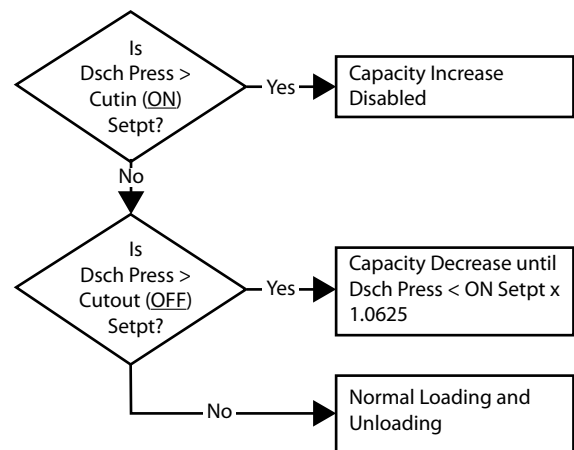 Is
Dsch Press >
Cutin (ON)
Setpt?
Yes
Capacity Increase
Disabled
No
Is
Dsch Press >
Cutout (OFF)
Setpt?
Yes
Capacity Decrease until
Dsch Press < ON Setpt x
1.0625
No
Normal Loading and
Unloading